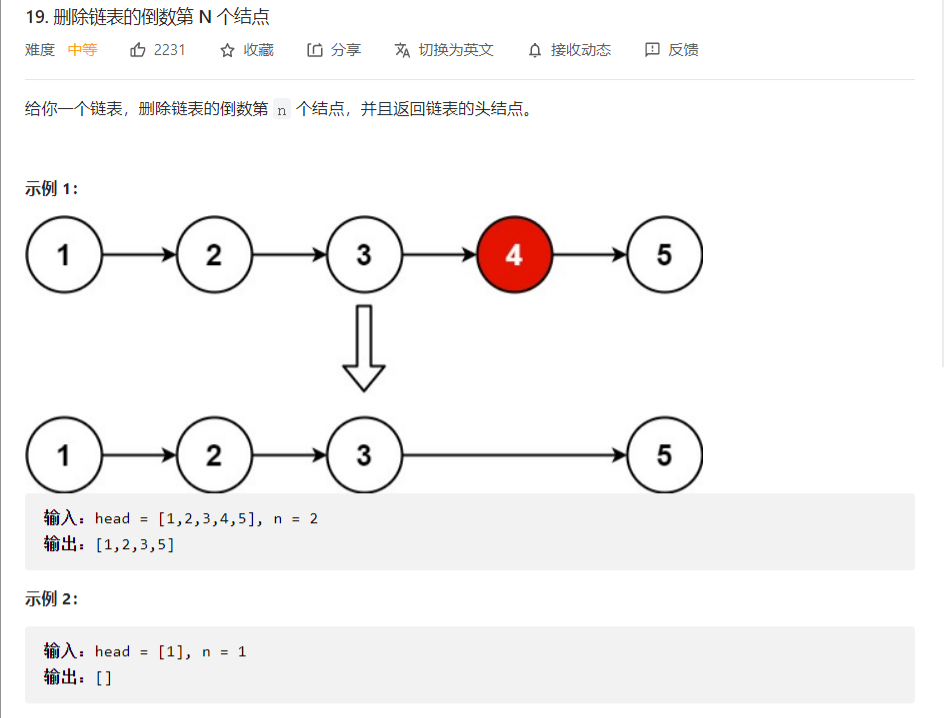 19. 删除链表的倒数第 N 个结点
难度 中等 2231 收藏 分享 切换为英文 接收动态 反馈
给你一个链表，删除链表的倒数第 n 个结点，并且返回链表的头结点。
示例 1：
1 2 3 4 5
1 2 3 5
输入：head = [1,2,3,4,5], n = 2
输出：[1,2,3,5]
示例 2：
输入：head = [1], n = 1
输出：[]